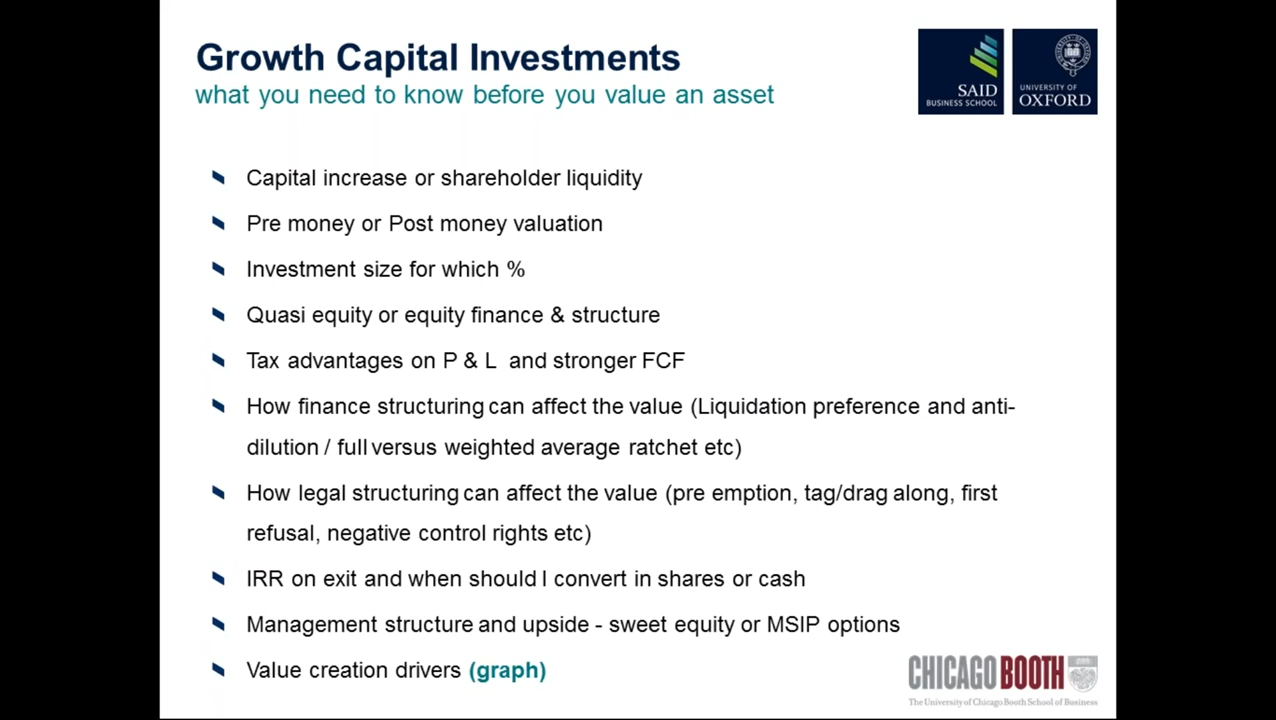 Growth Capital Investments
what you need to know before you value an asset
SAID
BUSINESS SCHOOL
UNIVERSITY OF
OXFORD
Capital increase or shareholder liquidity
Pre money or Post money valuation
Investment size for which %
Quasi equity or equity finance & structure
Tax advantages on P & L and stronger FCF
How finance structuring can affect the value (Liquidation preference and anti-
dilution / full versus weighted average ratchet etc)
How legal structuring can affect the value (pre emption, tag/drag along, first
refusal, negative control rights etc)
IRR on exit and when should I convert in shares or cash
Management structure and upside - sweet equity or MSIP options
Value creation drivers (graph)
CHICAGO BOOTH
The University of Chicago Booth School of Business